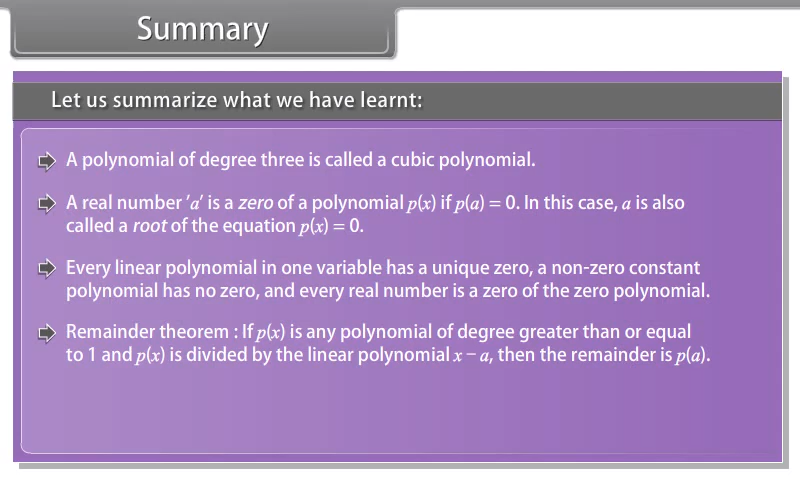 Summary
Let us summarize what we have learnt:
A polynomial of degree three is called a cubic polynomial.
A real number 'a' is a zero of a polynomial p(x) if p(a) = 0. In this case, a is also
called a root of the equation p(x) = 0.
Every linear polynomial in one variable has a unique zero, a non-zero constant
polynomial has no zero, and every real number is a zero of the zero polynomial.
Remainder theorem : If p(x) is any polynomial of degree greater than or equal
to 1 and p(x) is divided by the linear polynomial x − a, then the remainder is p(a).